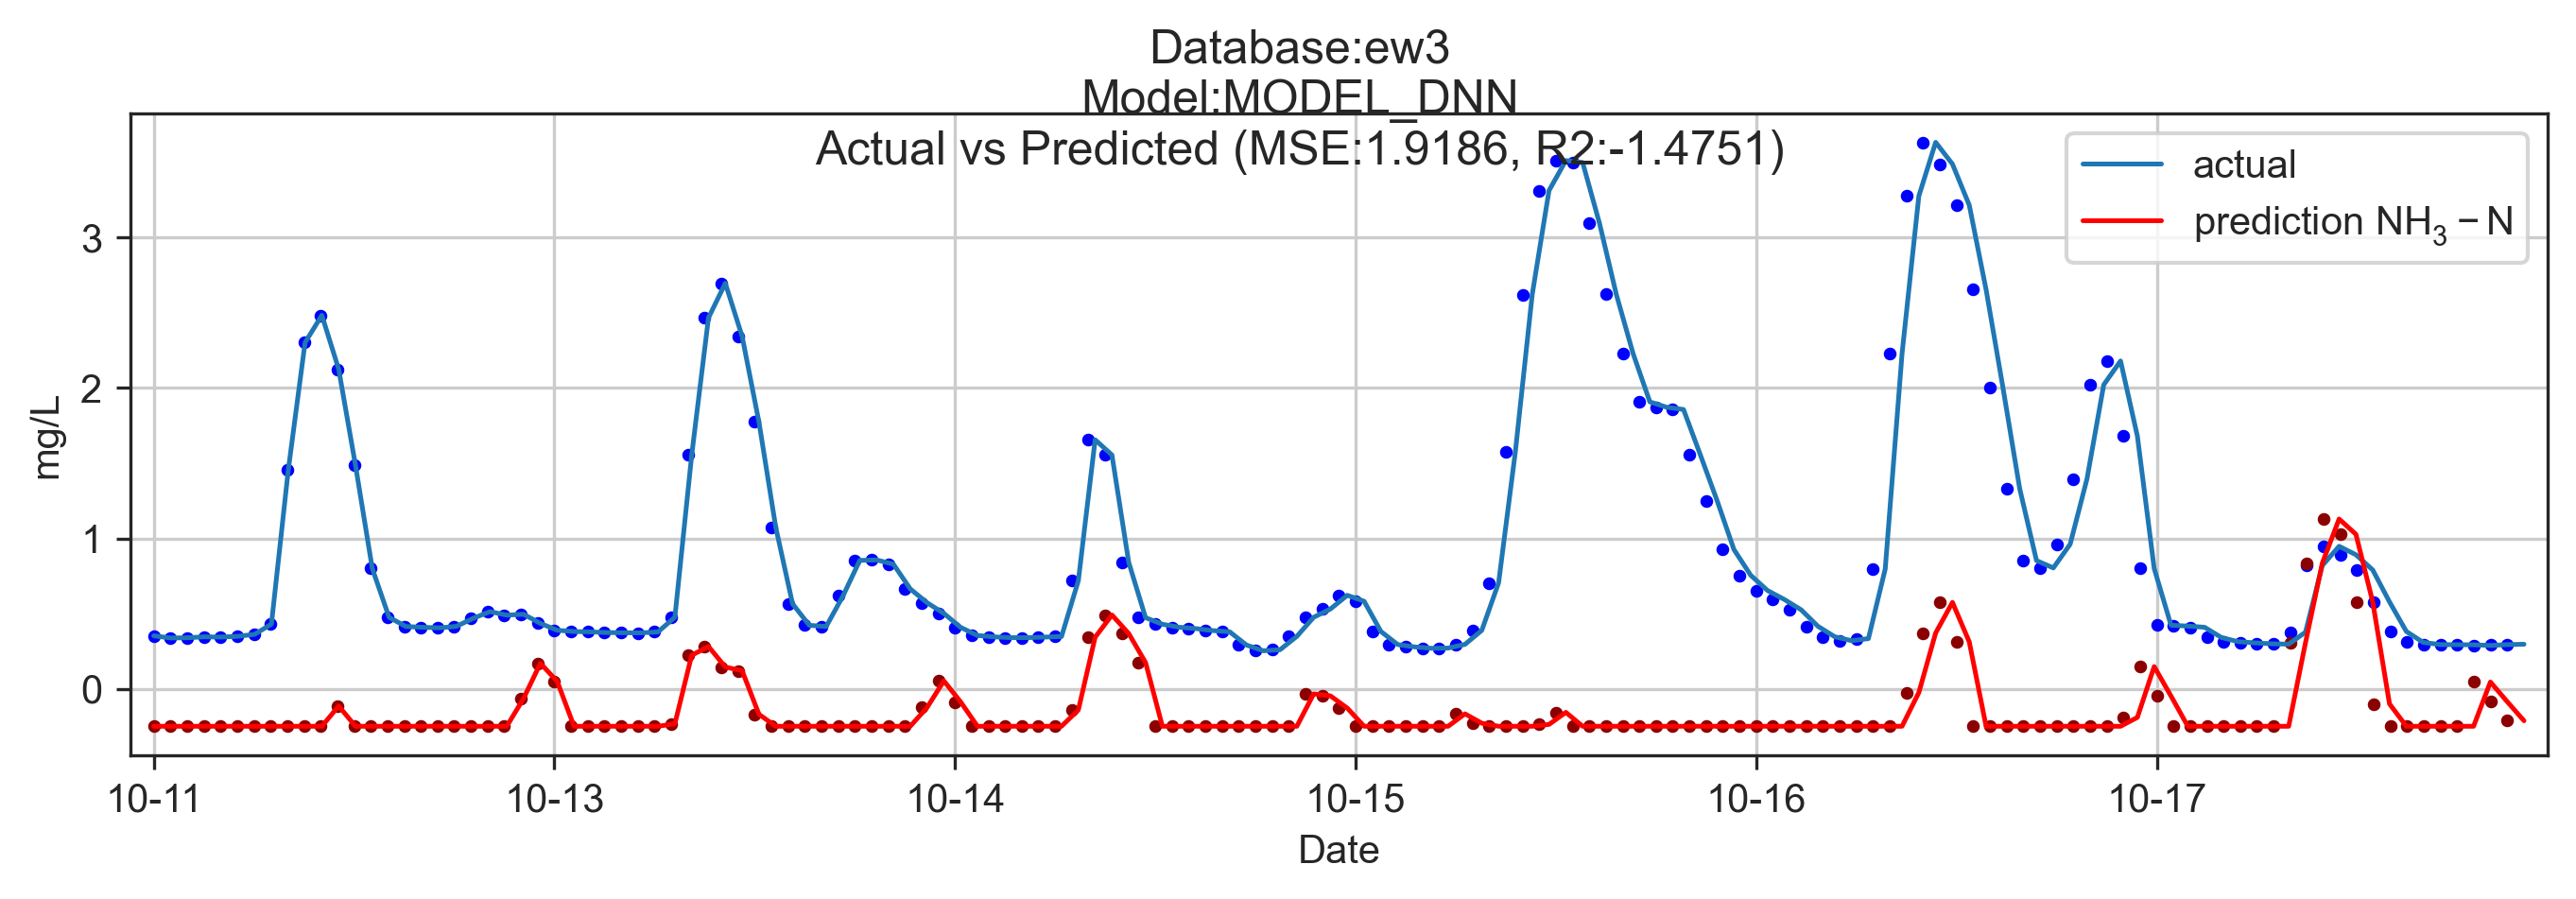 Database:ew3
Model:MODEL_DNN
Actual vs Predicted (MSE:1.9186, R2:-1.4751)
actual
prediction NH₃ − N
3
2
1
0
mg/L
10-11 10-13 10-14 10-15 10-16 10-17
Date